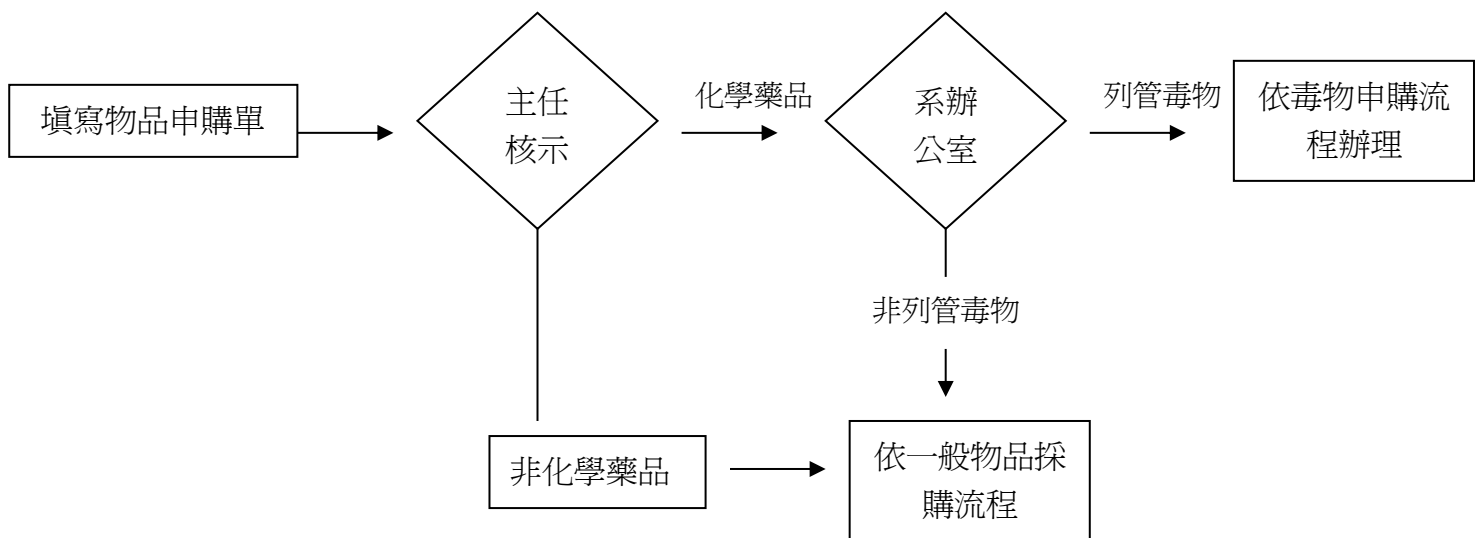 填寫物品申購單
主任
核示
化學藥品
系辦
公室
列管毒物
依毒物申購流
程辦理
非列管毒物
非化學藥品
依一般物品採
購流程